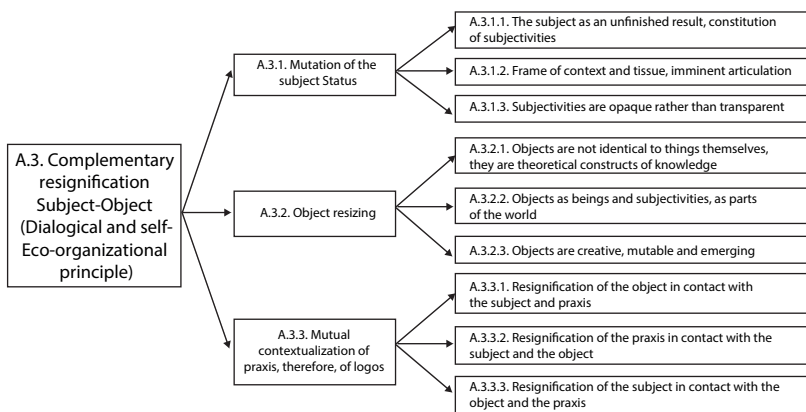 A.3. Complementary
resignification
Subject-Object
(Dialogical and self-
Eco-organizational
principle)
A.3.1. Mutation of the
subject Status
A.3.1.1. The subject as an unfinished result, constitution
of subjectivities
A.3.1.2. Frame of context and tissue, imminent articulation
A.3.1.3. Subjectivities are opaque rather than transparent
A.3.2. Object resizing
A.3.2.1. Objects are not identical to things themselves,
they are theoretical constructs of knowledge
A.3.2.2. Objects as beings and subjectivities, as parts
of the world
A.3.2.3. Objects are creative, mutable and emerging
A.3.3. Mutual
contextualization of
praxis, therefore, of logos
A.3.3.1. Resignification of the object in contact with
the subject and praxis
A.3.3.2. Resignification of the praxis in contact with the
subject and the object
A.3.3.3. Resignification of the subject in contact with the
object and the praxis